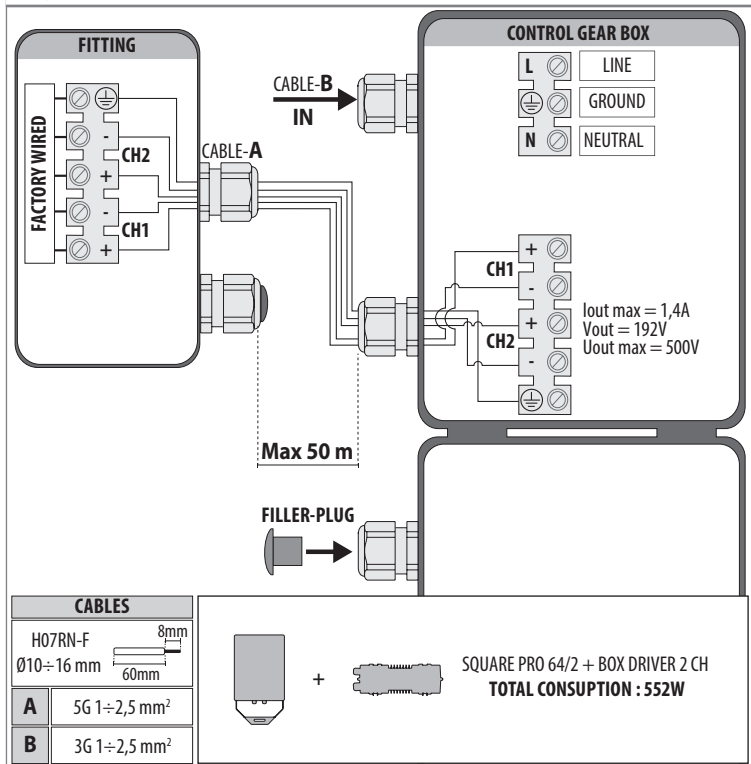 FITTING
FACTORY WIRED
-
CH2
+
-
CH1
+
CABLE-A
CABLE-B
IN
CONTROL GEAR BOX
L
LINE
GROUND
N
NEUTRAL
+
CH1
-
+
CH2
-
Iout max = 1,4A
Vout = 192V
Uout max = 500V
Max 50 m
FILLER-PLUG
CABLES
H07RN-F
Ø10÷16 mm
8mm
60mm
A
5G 1÷2,5 mm²
B
3G 1÷2,5 mm²
+
SQUARE PRO 64/2 + BOX DRIVER 2 CH
TOTAL CONSUPTION : 552W